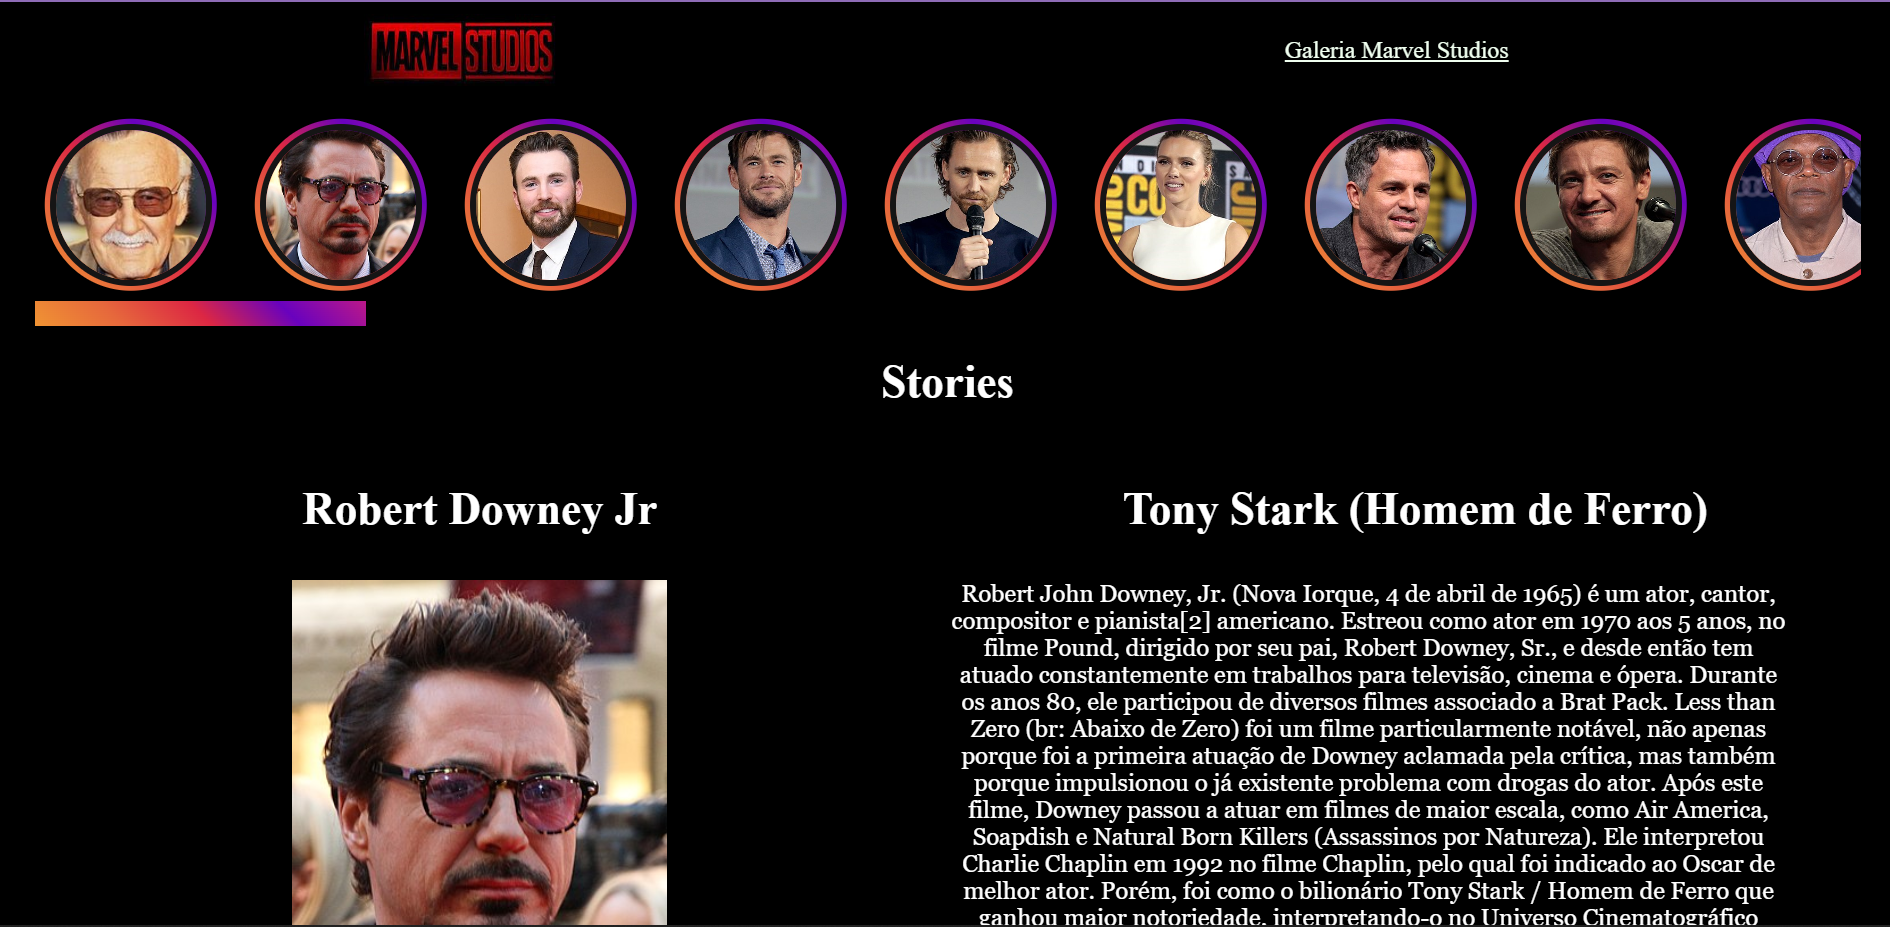 MARVEL STUDIOS
Galeria Marvel Studios
Stories
Robert Downey Jr
Tony Stark (Homem de Ferro)
Robert John Downey, Jr. (Nova Iorque, 4 de abril de 1965) é um ator, cantor,
compositor e pianista[2] americano. Estreou como ator em 1970 aos 5 anos, no
filme Pound, dirigido por seu pai, Robert Downey, Sr., e desde então tem
atuado constantemente em trabalhos para televisão, cinema e ópera. Durante
os anos 80, ele participou de diversos filmes associado a Brat Pack. Less than
Zero (br: Abaixo de Zero) foi um filme particularmente notável, não apenas
porque foi a primeira atuação de Downey aclamada pela crítica, mas também
porque impulsionou o já existente problema com drogas do ator. Após este
filme, Downey passou a atuar em filmes de maior escala, como Air America,
Soapdish e Natural Born Killers (Assassinos por Natureza). Ele interpretou
Charlie Chaplin em 1992 no filme Chaplin, pelo qual foi indicado ao Oscar de
melhor ator. Porém, foi como o bilionário Tony Stark / Homem de Ferro que
ganhou maior notoriedade, interpretando-o no Universo Cinematográfico